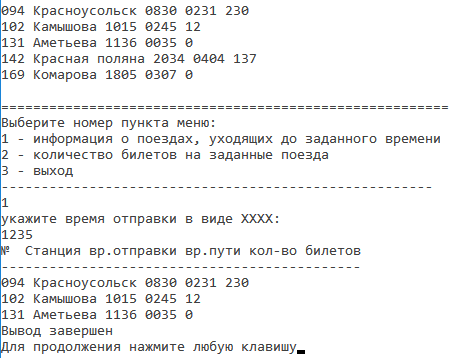 094 Красноусольск 0830 0231 230
102 Камышова 1015 0245 12
131 Аметьева 1136 0035 0
142 Красная поляна 2034 0404 137
169 Комарова 1805 0307 0
========================================================
Выберите номер пункта меню:
1 - информация о поездах, уходящих до заданного времени
2 - количество билетов на заданные поезда
3 - выход
------------------------------------------------------
1
укажите время отправки в виде XXXX:
1235
№  Станция вр.отправки вр.пути кол-во билетов
---------------------------------------------
094 Красноусольск 0830 0231 230
102 Камышова 1015 0245 12
131 Аметьева 1136 0035 0
Вывод завершен
Для продолжения нажмите любую клавишу